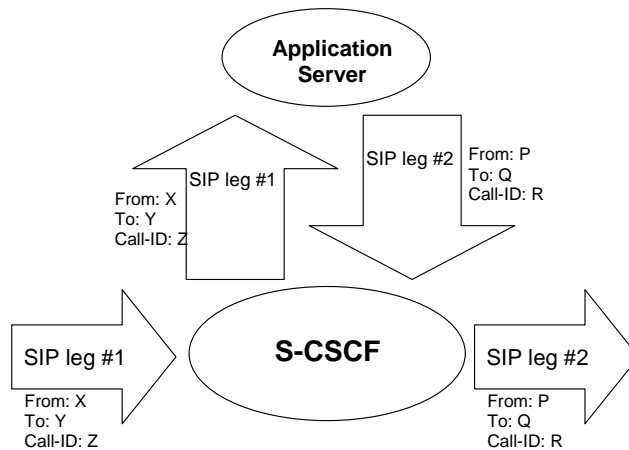 Application
Server
SIP leg #1
From: X
To: Y
Call-ID: Z
SIP leg #2
From: P
To: Q
Call-ID: R
S-CSCF
SIP leg #1
From: X
To: Y
Call-ID: Z
SIP leg #2
From: P
To: Q
Call-ID: R